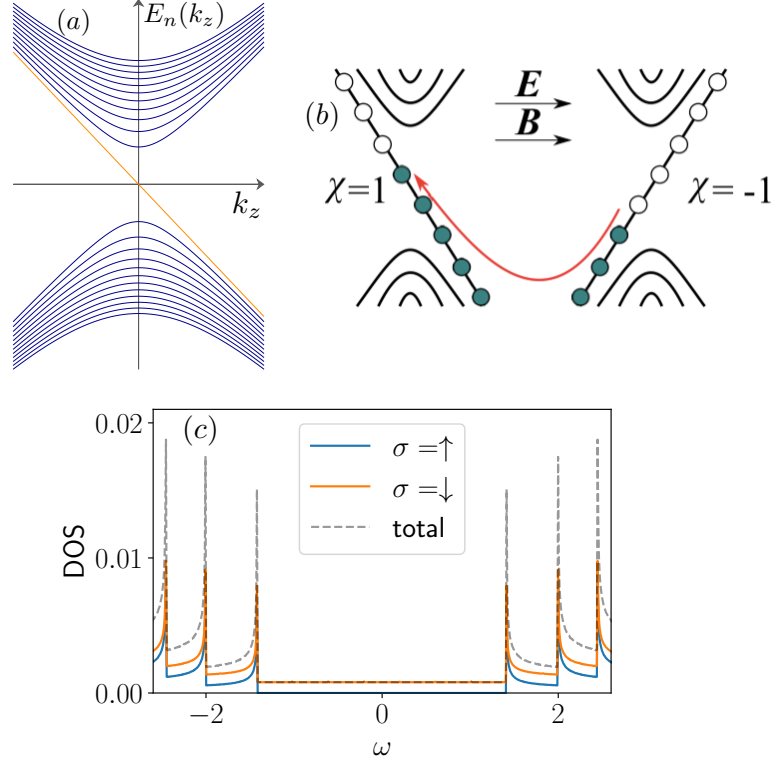 (a)
E_n(k_z)
k_z
(b)
E
B
χ=1
χ= -1
(c)
0.02
0.01
0.00
DOS
σ =↑
σ =↓
total
−2
0
2
ω